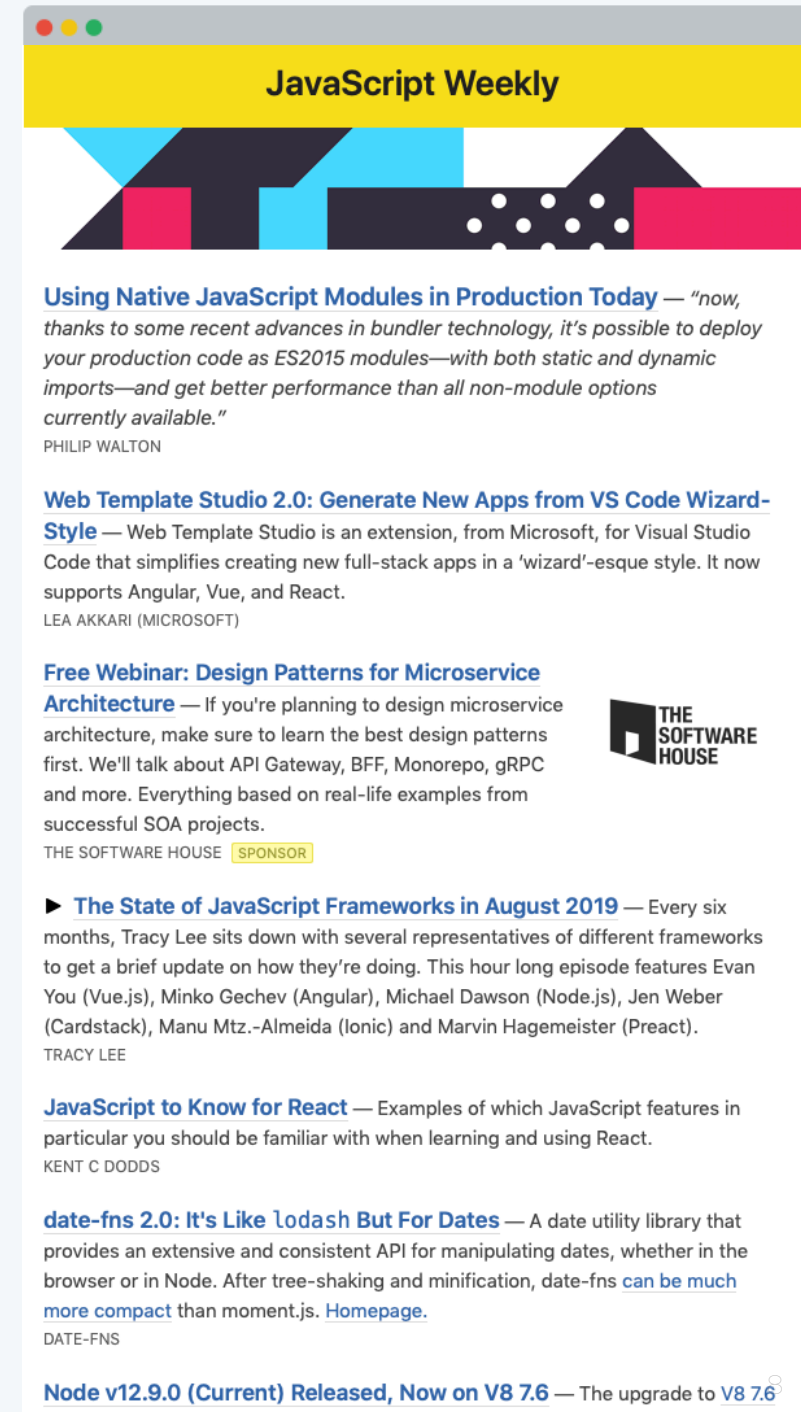 JavaScript Weekly
Using Native JavaScript Modules in Production Today — “now,
thanks to some recent advances in bundler technology, it’s possible to deploy
your production code as ES2015 modules—with both static and dynamic
imports—and get better performance than all non-module options
currently available.”
PHILIP WALTON
Web Template Studio 2.0: Generate New Apps from VS Code Wizard-
Style — Web Template Studio is an extension, from Microsoft, for Visual Studio
Code that simplifies creating new full-stack apps in a ‘wizard’-esque style. It now
supports Angular, Vue, and React.
LEA AKKARI (MICROSOFT)
Free Webinar: Design Patterns for Microservice
Architecture — If you're planning to design microservice
architecture, make sure to learn the best design patterns
first. We'll talk about API Gateway, BFF, Monorepo, gRPC
and more. Everything based on real-life examples from
successful SOA projects.
THE SOFTWARE HOUSE SPONSOR
THE
SOFTWARE
HOUSE
▶ The State of JavaScript Frameworks in August 2019 — Every six
months, Tracy Lee sits down with several representatives of different frameworks
to get a brief update on how they’re doing. This hour long episode features Evan
You (Vue.js), Minko Gechev (Angular), Michael Dawson (Node.js), Jen Weber
(Cardstack), Manu Mtz.-Almeida (Ionic) and Marvin Hagemeister (Preact).
TRACY LEE
JavaScript to Know for React — Examples of which JavaScript features in
particular you should be familiar with when learning and using React.
KENT C DODDS
date-fns 2.0: It's Like lodash But For Dates — A date utility library that
provides an extensive and consistent API for manipulating dates, whether in the
browser or in Node. After tree-shaking and minification, date-fns can be much
more compact than moment.js. Homepage.
DATE-FNS
Node v12.9.0 (Current) Released, Now on V8 7.6 — The upgrade to V8 7.6